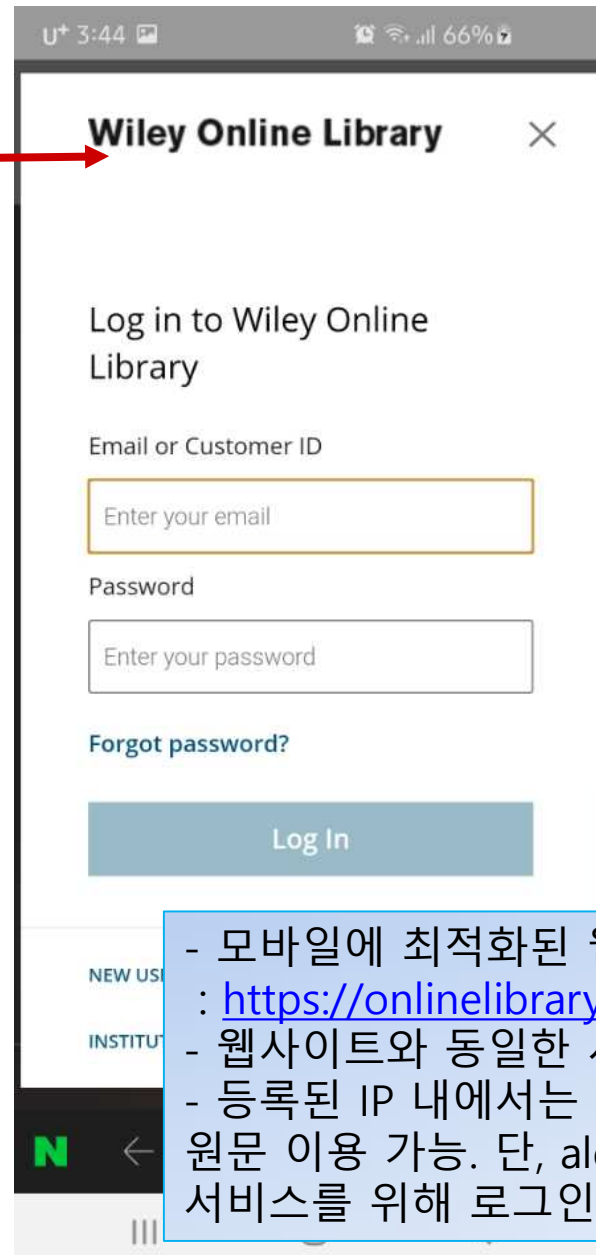 U+ 3:44 66%
Wiley Online Library
Log in to Wiley Online
Library
Email or Customer ID
Enter your email
Password
Enter your password
Forgot password?
Log In
NEW
- 모바일에 최적화된
: https://onlinelibrary
- 웹사이트와 동일한
- 등록된 IP 내에서는
원문 이용 가능. 단,
서비스를 위해 로그인
N